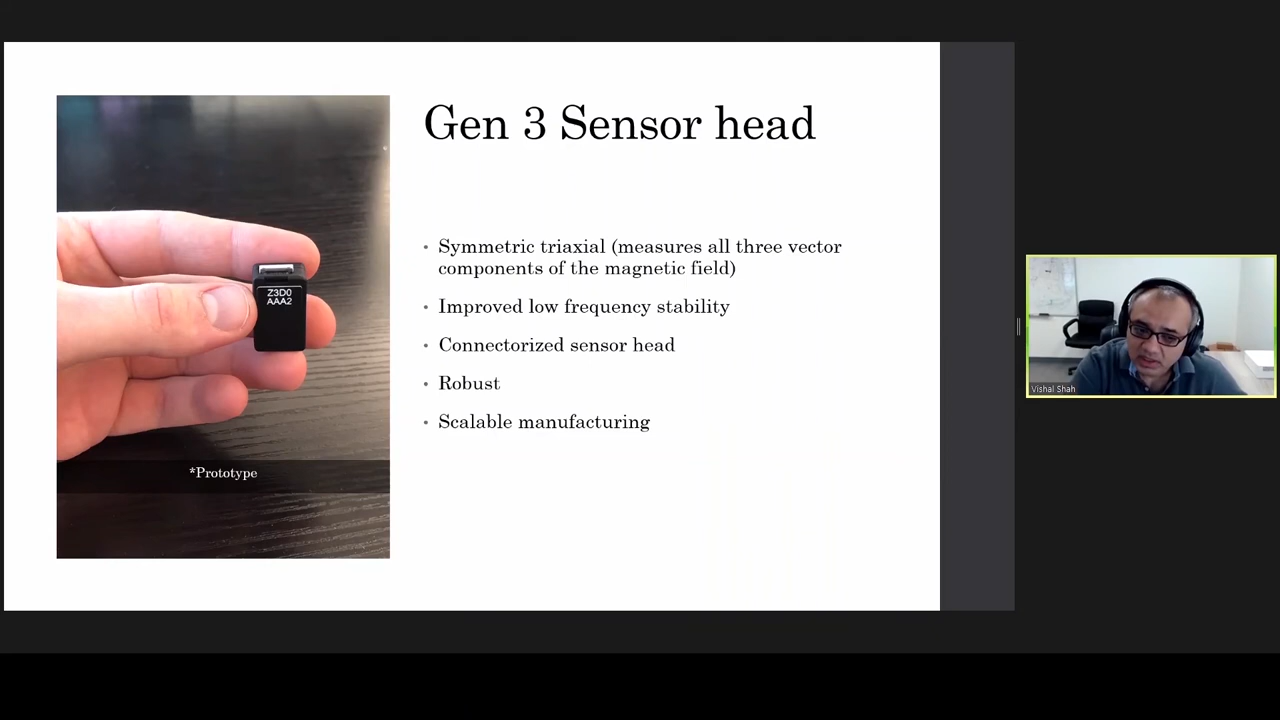 Gen 3 Sensor head
• Symmetric triaxial (measures all three vector
components of the magnetic field)
• Improved low frequency stability
• Connectorized sensor head
• Robust
• Scalable manufacturing
Z3D0
AAA2
*Prototype
Vishal Shah